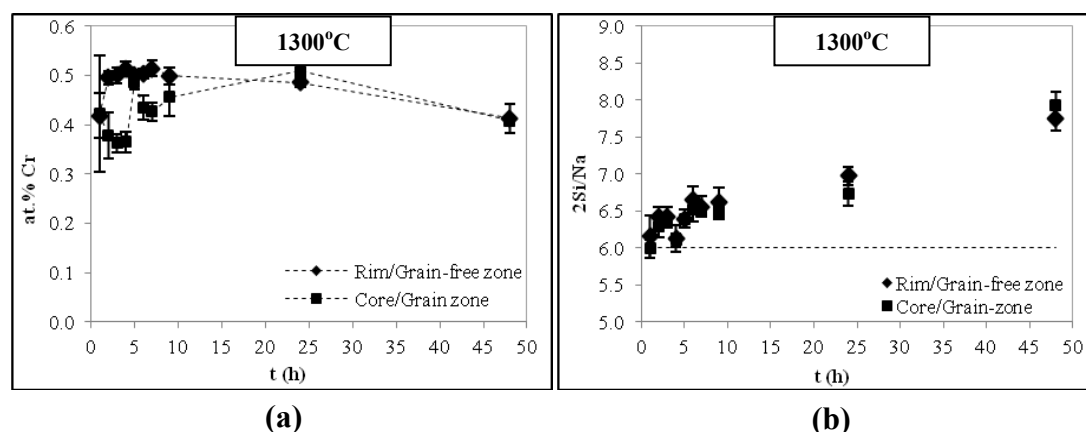 1300°C
at.% Cr
0.6
0.5
0.4
0.3
0.2
0.1
0.0
Rim/Grain-free zone
Core/Grain zone
0 5 10 15 20 25 30 35 40 45 50
t (h)
(a)
1300°C
2Si/Na
9.0
8.5
8.0
7.5
7.0
6.5
6.0
5.5
5.0
Rim/Grain-free zone
Core/Grain-zone
0 5 10 15 20 25 30 35 40 45 50
t (h)
(b)